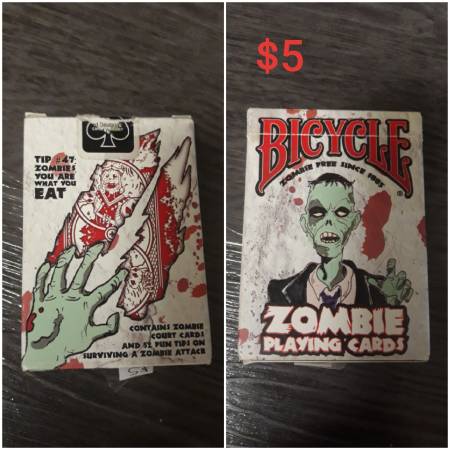 TIP #47:
ZOMBIES
YOU ARE
WHAT YOU
EAT
CONTAINS ZOMBIE
COURT CARDS
AND 52 FUN TIPS ON
SURVIVING A ZOMBIE ATTACK
$5
BICYCLE
®
ZOMBIE FREE SINCE 1885
ZOMBIE
PLAYING CARDS